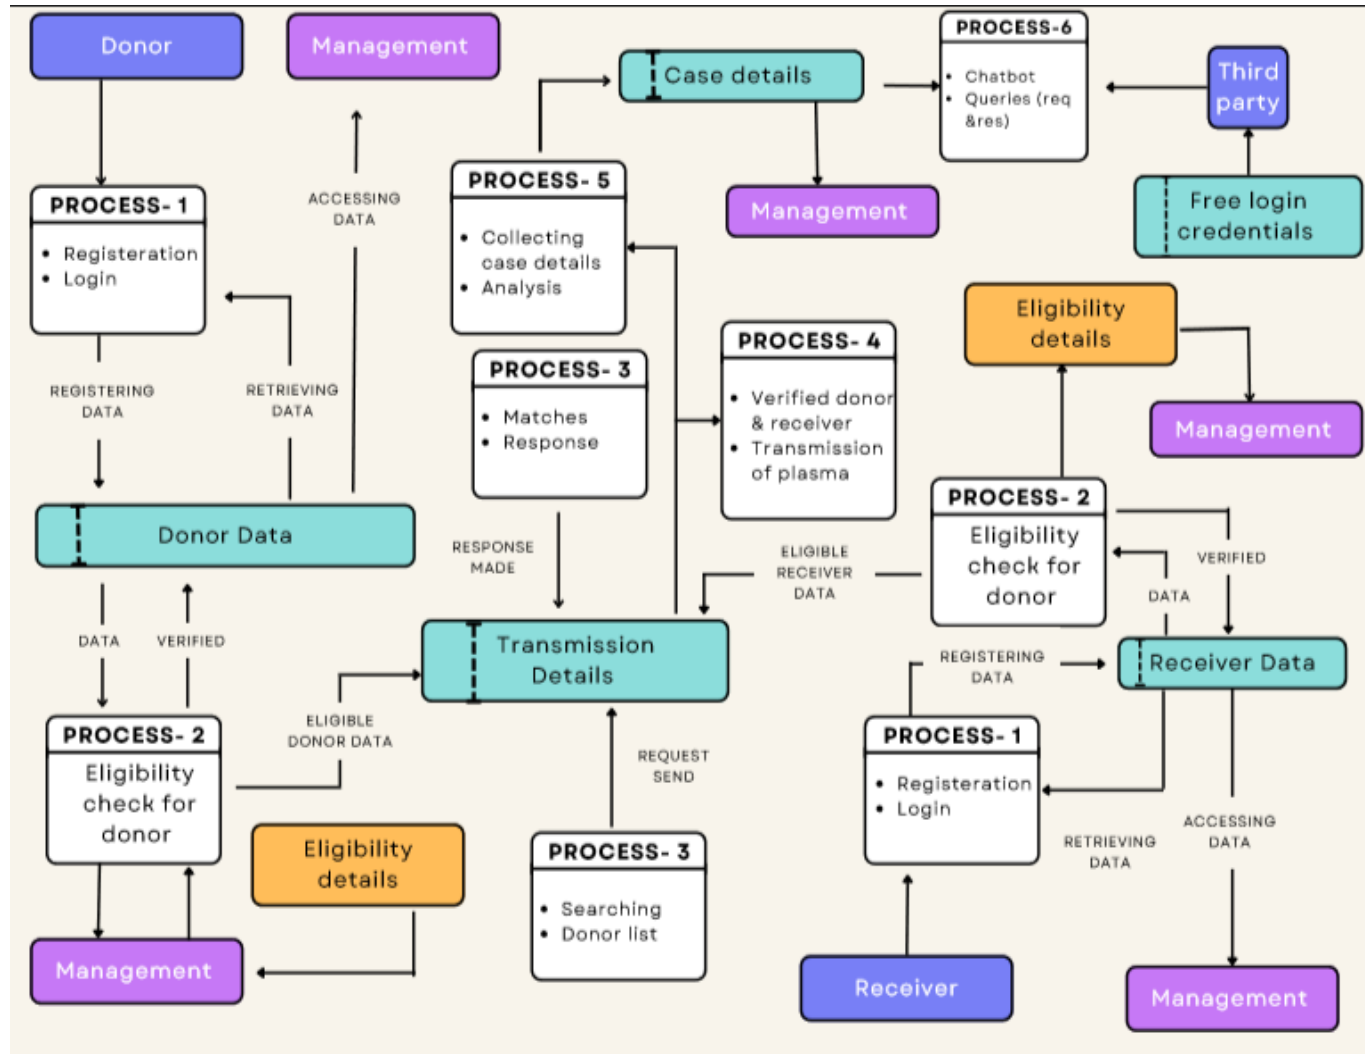 Donor
Management
PROCESS-6
• Chatbot
• Queries (req
&res)
Case details
Third
party
PROCESS- 1
• Registeration
• Login
ACCESSING
DATA
PROCESS- 5
• Collecting
case details
• Analysis
Management
Free login
credentials
REGISTERING
DATA
RETRIEVING
DATA
PROCESS- 3
• Matches
• Response
PROCESS- 4
• Verified donor
& receiver
• Transmission
of plasma
Eligibility
details
Management
Donor Data
RESPONSE
MADE
ELIGIBLE
RECEIVER
DATA
PROCESS- 2
Eligibility
check for
donor
VERIFIED
DATA
DATA
VERIFIED
Transmission
Details
REGISTERING
DATA
Receiver Data
PROCESS- 2
Eligibility
check for
donor
ELIGIBLE
DONOR DATA
REQUEST
SEND
PROCESS- 1
• Registeration
• Login
RETRIEVING
DATA
ACCESSING
DATA
Eligibility
details
PROCESS- 3
• Searching
• Donor list
Management
Receiver
Management